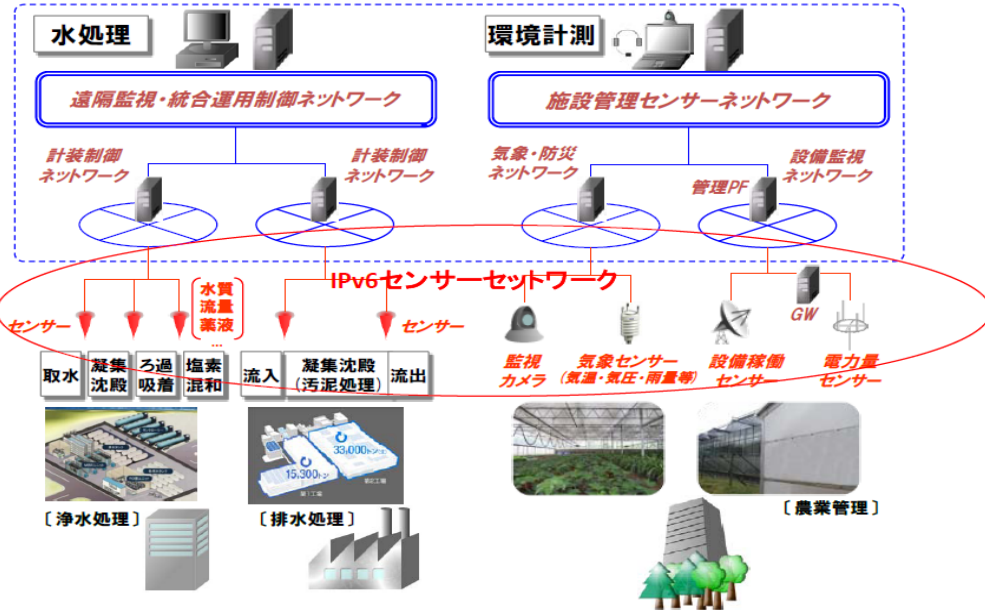 水処理
環境計測
遠隔監視・統合運用制御ネットワーク
施設管理センサーネットワーク
計装制御
ネットワーク
計装制御
ネットワーク
気象・防災
ネットワーク
管理PF
設備監視
ネットワーク
IPv6センサーセットワーク
センサー
水質
流量
薬液
…
センサー
GW
取水
凝集
沈殿
ろ過
吸着
塩素
混和
流入
凝集沈殿
(汚泥処理)
流出
監視
カメラ
気象センサー
(気温・気圧・雨量等)
設備稼働
センサー
電力量
センサー
33,000トン
15,300トン
第1工場
第2工場
〔浄水処理〕
〔排水処理〕
〔農業管理〕